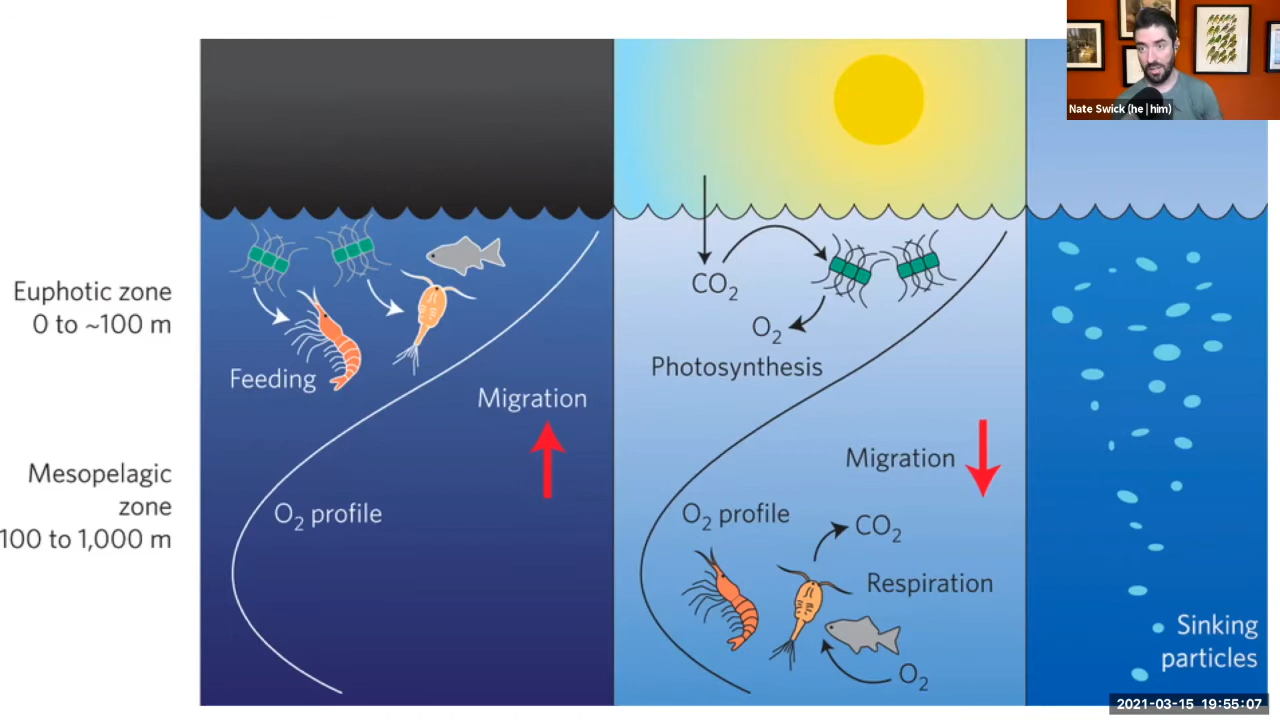 Nate Swick (he | him)
Euphotic zone
0 to ~100 m
Mesopelagic
zone
100 to 1,000 m
Feeding
Migration
O₂ profile
CO₂
O₂
Photosynthesis
Migration
O₂ profile
CO₂
Respiration
O₂
Sinking
particles
2021-03-15 19:55:07